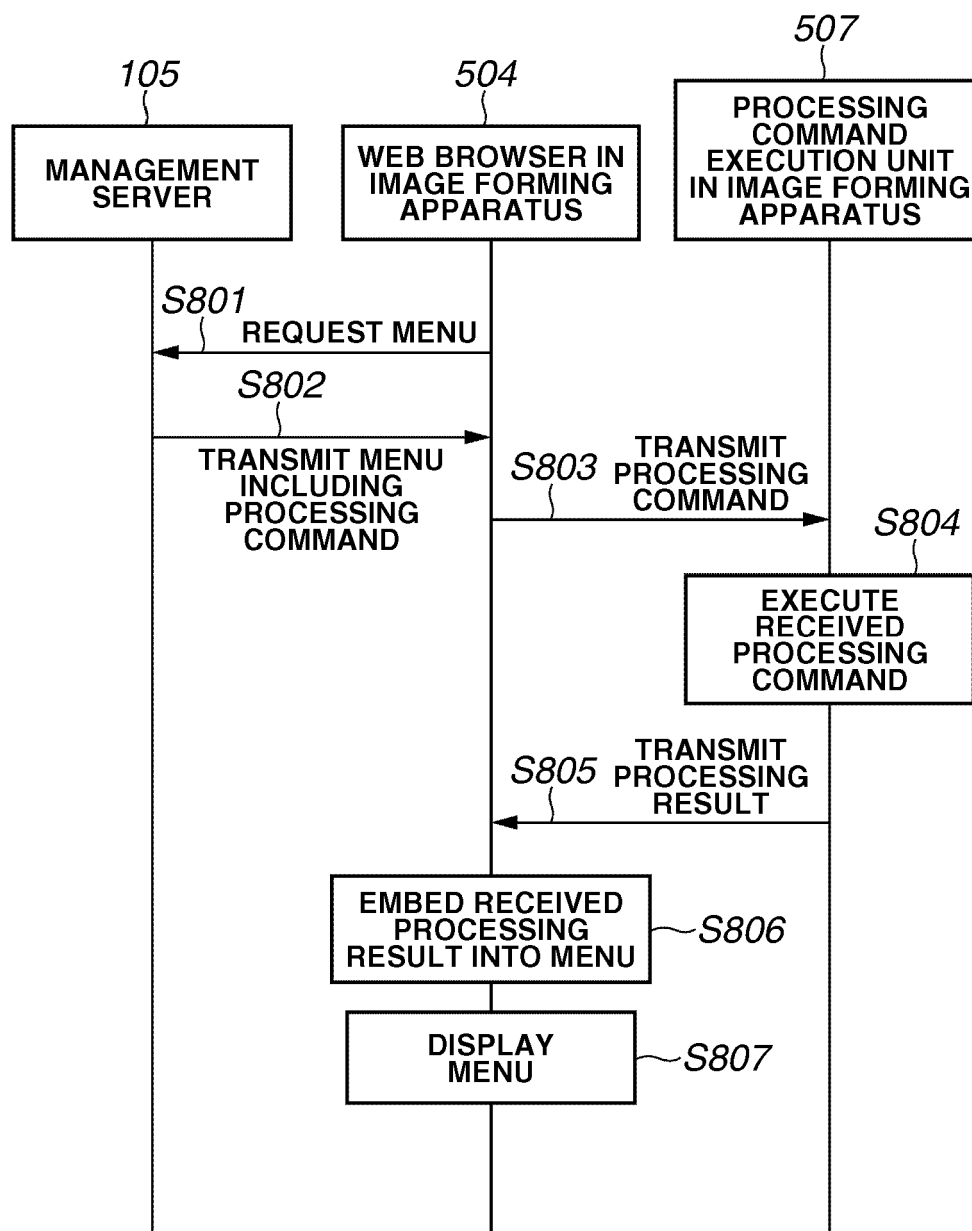 507
105
504
MANAGEMENT
SERVER
WEB BROWSER IN
IMAGE FORMING
APPARATUS
PROCESSING
COMMAND
EXECUTION UNIT
IN IMAGE FORMING
APPARATUS
S801
REQUEST MENU
S802
TRANSMIT MENU
INCLUDING
PROCESSING
COMMAND
S803
TRANSMIT
PROCESSING
COMMAND
S804
EXECUTE
RECEIVED
PROCESSING
COMMAND
S805
TRANSMIT
PROCESSING
RESULT
EMBED RECEIVED
PROCESSING
RESULT INTO MENU
S806
DISPLAY
MENU
S807